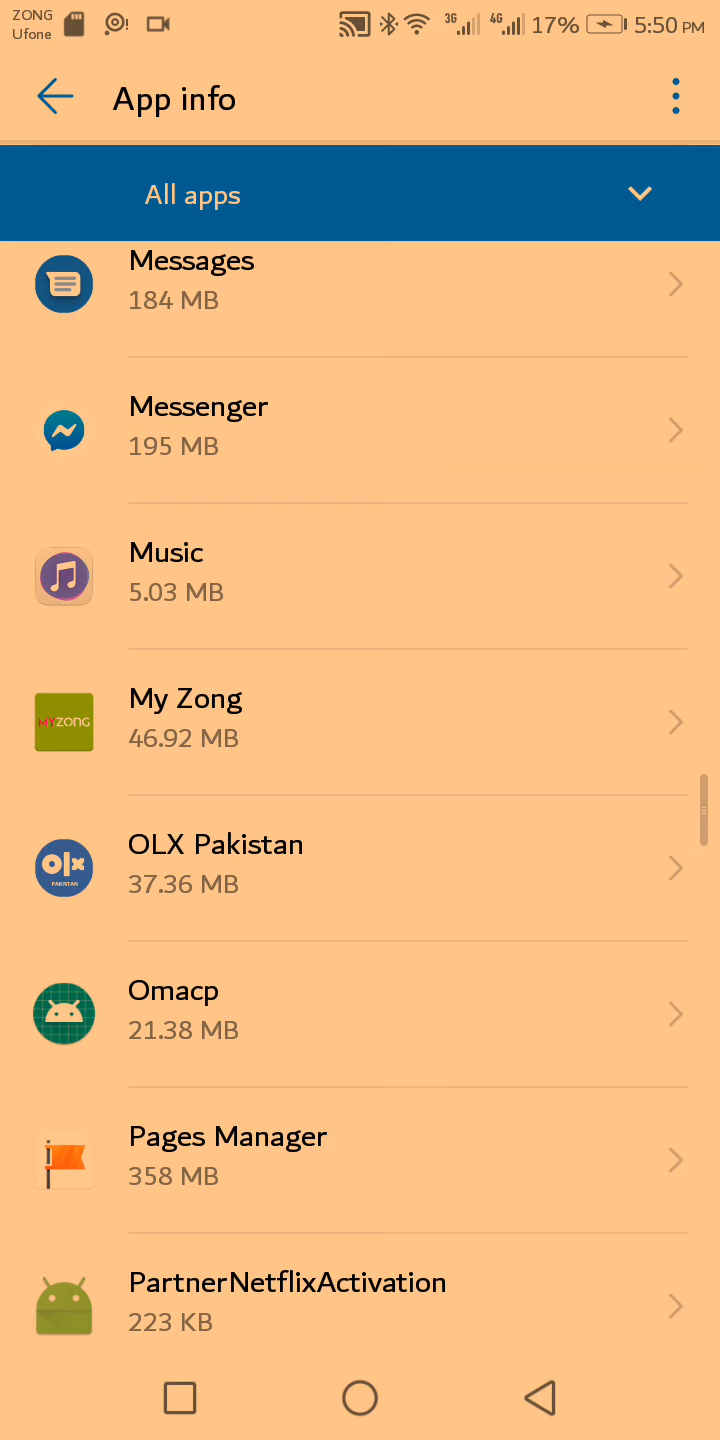 ZONG
Ufone
3G
4G
17%
5:50 PM
App info
All apps
Messages
184 MB
Messenger
195 MB
Music
5.03 MB
My Zong
46.92 MB
MYZONG
OLX Pakistan
37.36 MB
olx
PAKISTAN
Omacp
21.38 MB
Pages Manager
358 MB
PartnerNetflixActivation
223 KB